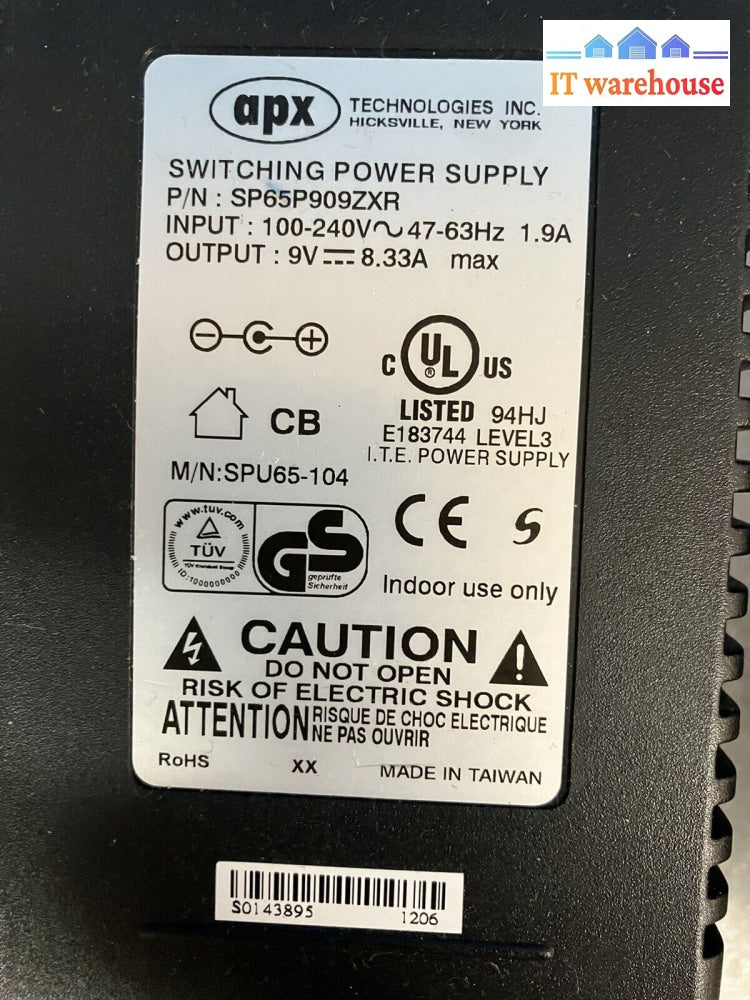 IT warehouse
apx TECHNOLOGIES INC.
HICKSVILLE, NEW YORK
SWITCHING POWER SUPPLY
P/N : SP65P909ZXR
INPUT : 100-240V~ 47-63Hz 1.9A
OUTPUT : 9V⎓ 8.33A max
C UL® US
LISTED 94HJ
E183744 LEVEL3
I.T.E. POWER SUPPLY
CB
M/N:SPU65-104
www.tuv.com
TÜV
ID:1000000000
GS
geprüfte
Sicherheit
CE S
Indoor use only
CAUTION
DO NOT OPEN
RISK OF ELECTRIC SHOCK
ATTENTION RISQUE DE CHOC ELECTRIQUE
NE PAS OUVRIR
RoHS XX MADE IN TAIWAN
S0143895 1206